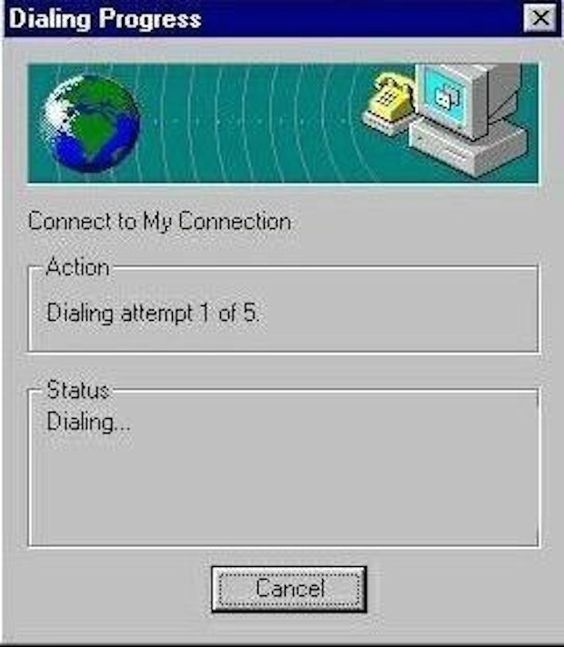 Dialing Progress
Connect to My Connection
Action
Dialing attempt 1 of 5.
Status
Dialing...
Cancel